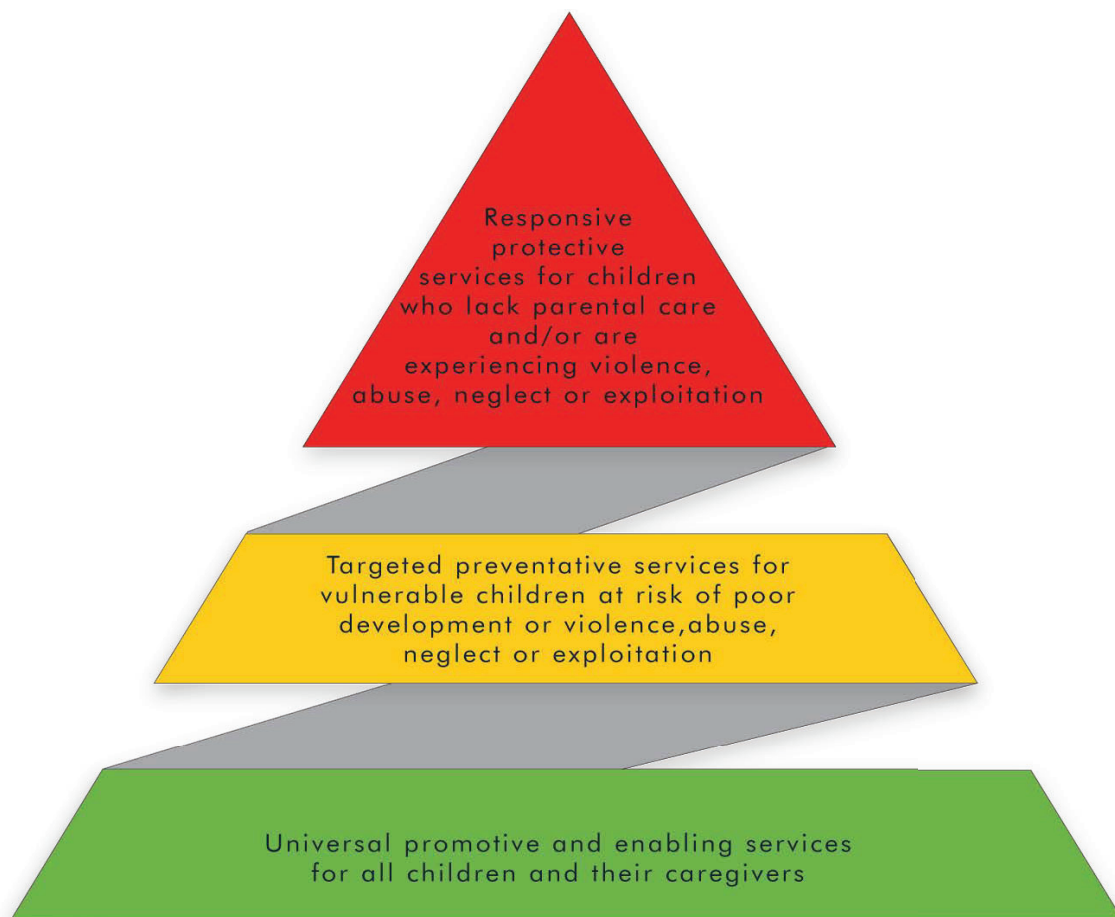 Responsive
protective
services for children
who lack parental care
and/or are
experiencing violence,
abuse, neglect or exploitation
Targeted preventative services for
vulnerable children at risk of poor
development or violence,abuse,
neglect or exploitation
Universal promotive and enabling services
for all children and their caregivers